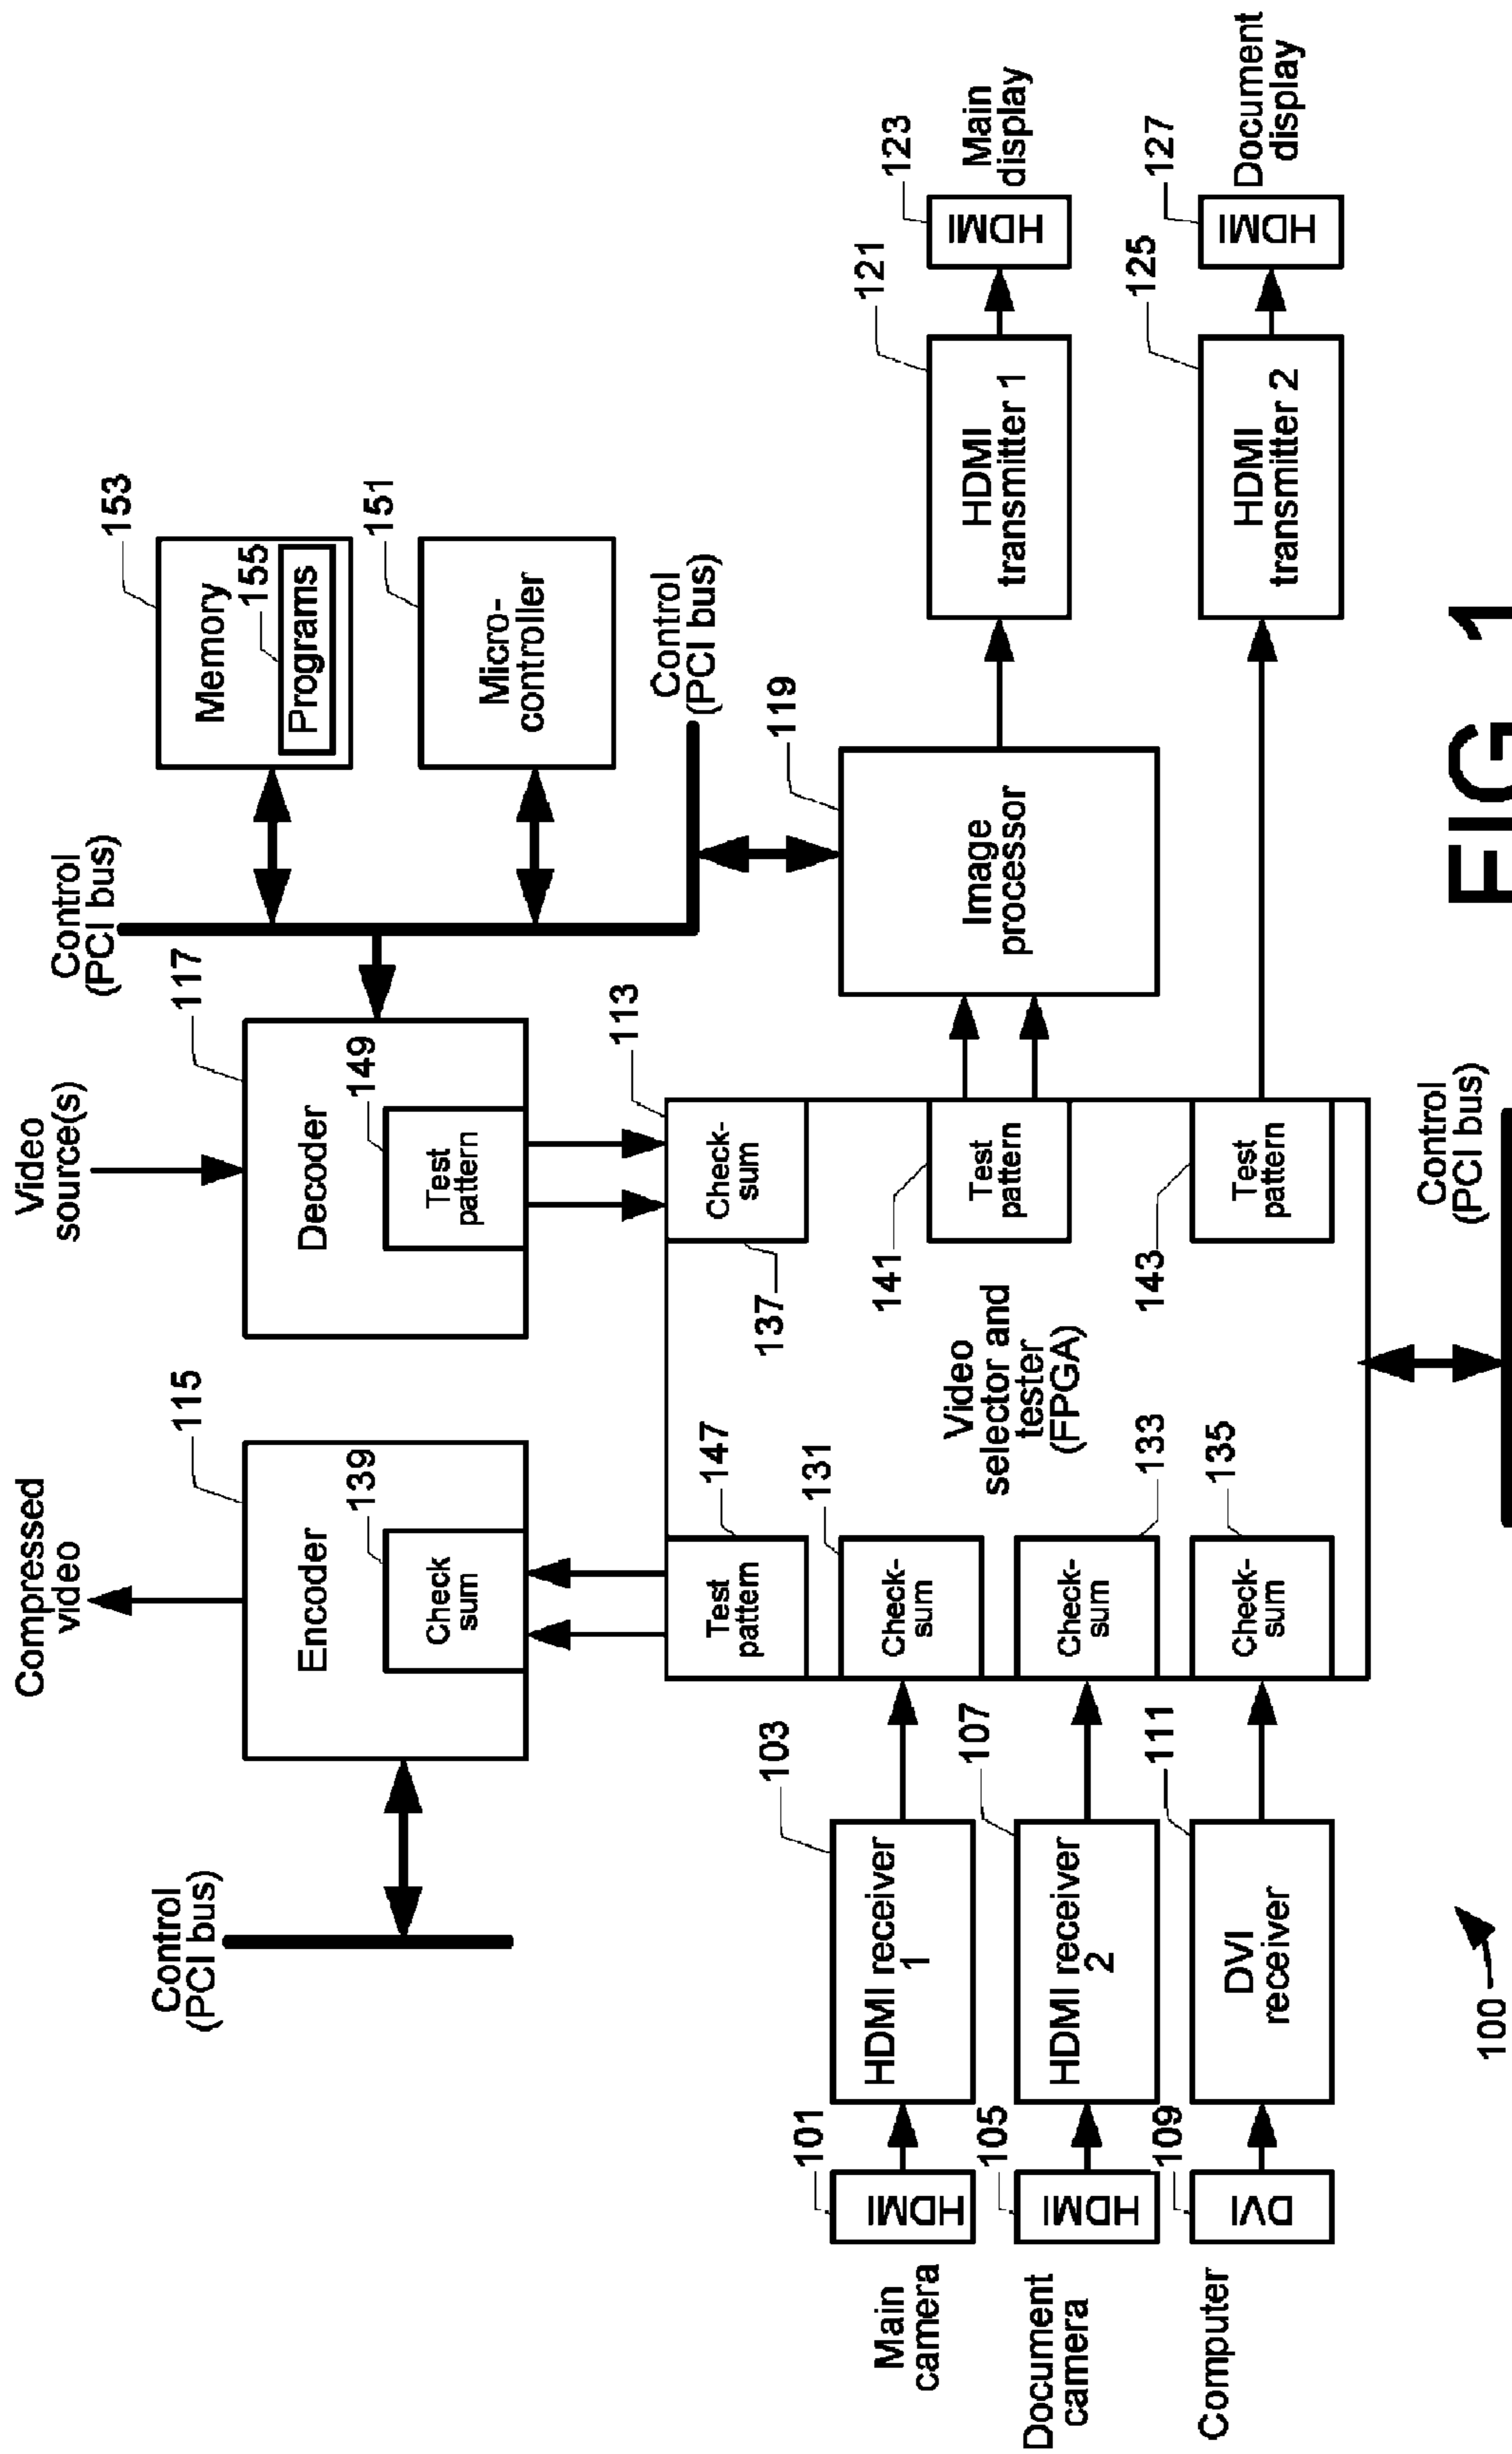 Compressed
video
Video
source(s)
Control
(PCI bus)
Control
(PCI bus)
115
117
153
Encoder
139
Check
sum
Decoder
149
Test
pattern
Memory
155
Programs
151
Micro-
controller
Control
(PCI bus)
113
147
Test
pattern
Check-
sum
137
119
Image
processor
121
HDMI
transmitter 1
123
HDMI
Main
display
Main
camera
101
HDMI
103
HDMI receiver
1
131
Check-
sum
141
Test
pattern
Video
selector and
tester
(FPGA)
Document
camera
105
HDMI
107
HDMI receiver
2
133
Check-
sum
Computer
109
DVI
111
DVI
receiver
135
Check-
sum
143
Test
pattern
125
HDMI
transmitter 2
127
HDMI
Document
display
Control
(PCI bus)
100
FIG. 1